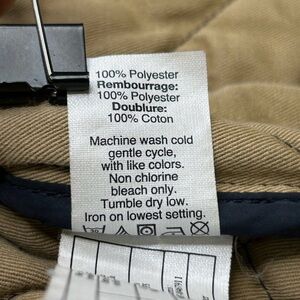 100% Polyester
Rembourrage:
100% Polyester
Doublure:
100% Coton
Machine wash cold
gentle cycle,
with like colors.
Non chlorine
bleach only.
Tumble dry low.
Iron on lowest setting.